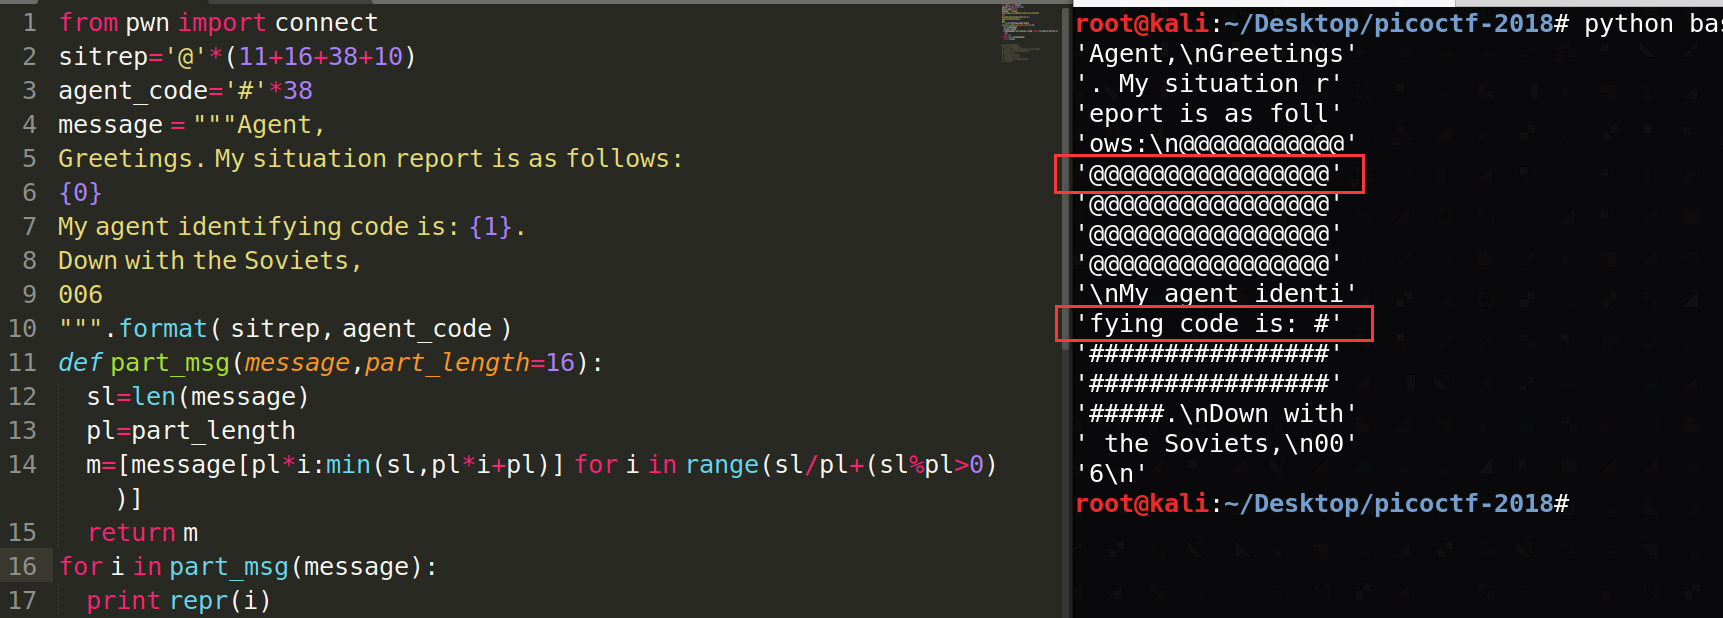 1 from pwn import connect
2 sitrep='@'*(11+16+38+10)
3 agent_code='#'*38
4 message = """Agent,
5 Greetings. My situation report is as follows:
6 {0}
7 My agent identifying code is: {1}.
8 Down with the Soviets,
9 006
10 """.format( sitrep, agent_code )
11 def part_msg(message,part_length=16):
12 sl=len(message)
13 pl=part_length
14 m=[message[pl*i:min(sl,pl*i+pl)] for i in range(sl/pl+(sl%pl>0)
)]
15 return m
16 for i in part_msg(message):
17 print repr(i)
root@kali:~/Desktop/picoctf-2018# python bas
'Agent,\nGreetings'
'. My situation r'
'eport is as foll'
'ows:\n@@@@@@@@@@@'
'@@@@@@@@@@@@@@@@'
'@@@@@@@@@@@@@@@@'
'@@@@@@@@@@@@@@@@'
'@@@@@@@@@@@@@@@@'
'\nMy agent identi'
'fying code is: #'
'################'
'################'
'#####.\nDown with'
' the Soviets,\n00'
'6\n'
root@kali:~/Desktop/picoctf-2018#